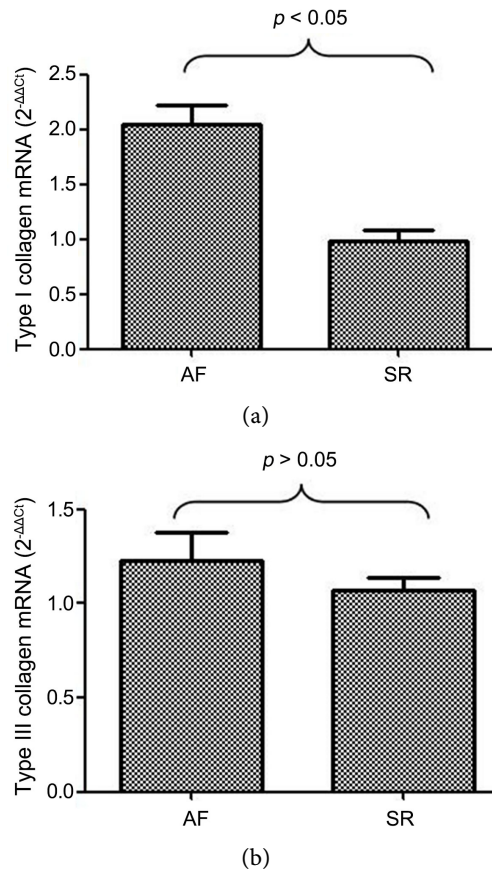 p < 0.05
Type I collagen mRNA (2-ΔΔCt)
2.5
2.0
1.5
1.0
0.5
0.0
AF SR
(a)
p > 0.05
Type III collagen mRNA (2-ΔΔCt)
1.5
1.0
0.5
0.0
AF SR
(b)